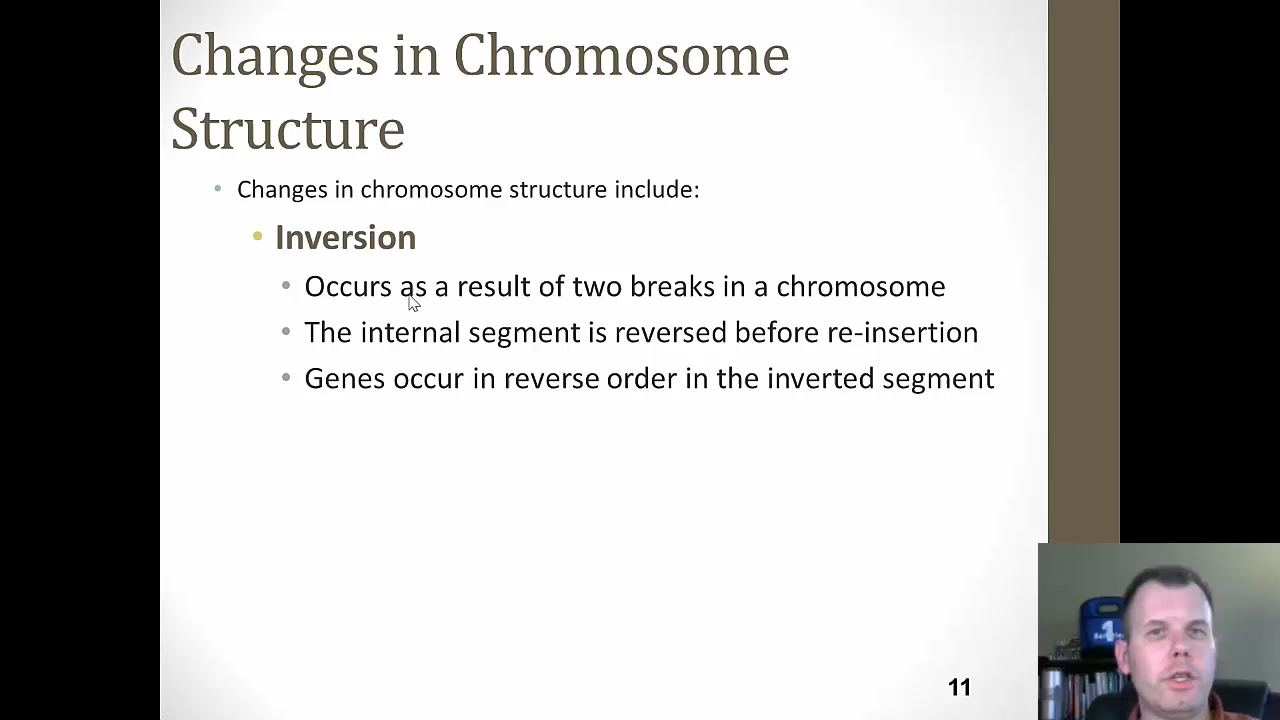 Changes in Chromosome
Structure
• Changes in chromosome structure include:
• Inversion
• Occurs as a result of two breaks in a chromosome
• The internal segment is reversed before re-insertion
• Genes occur in reverse order in the inverted segment
1
11